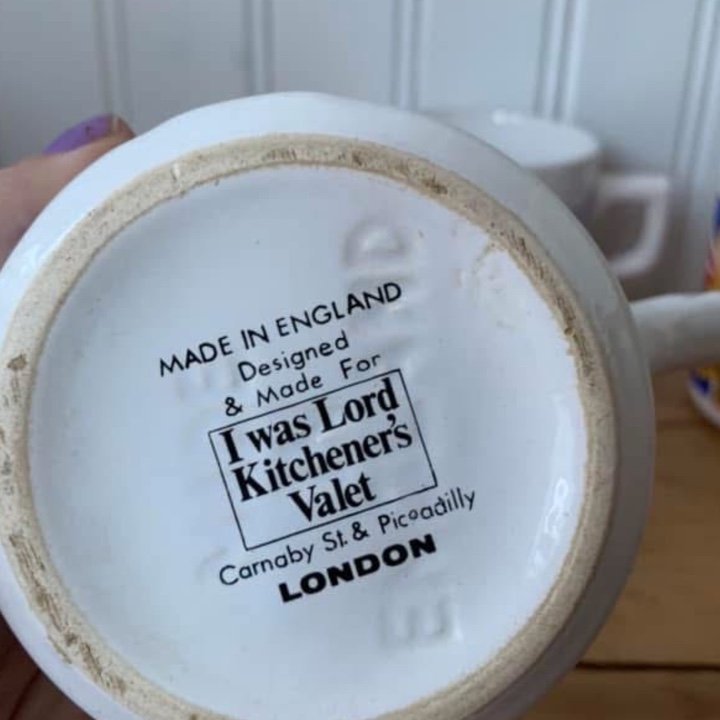 MADE IN ENGLAND
Designed
& Made For
I was Lord
Kitchener's
Valet
Carnaby St. & Piccadilly
LONDON